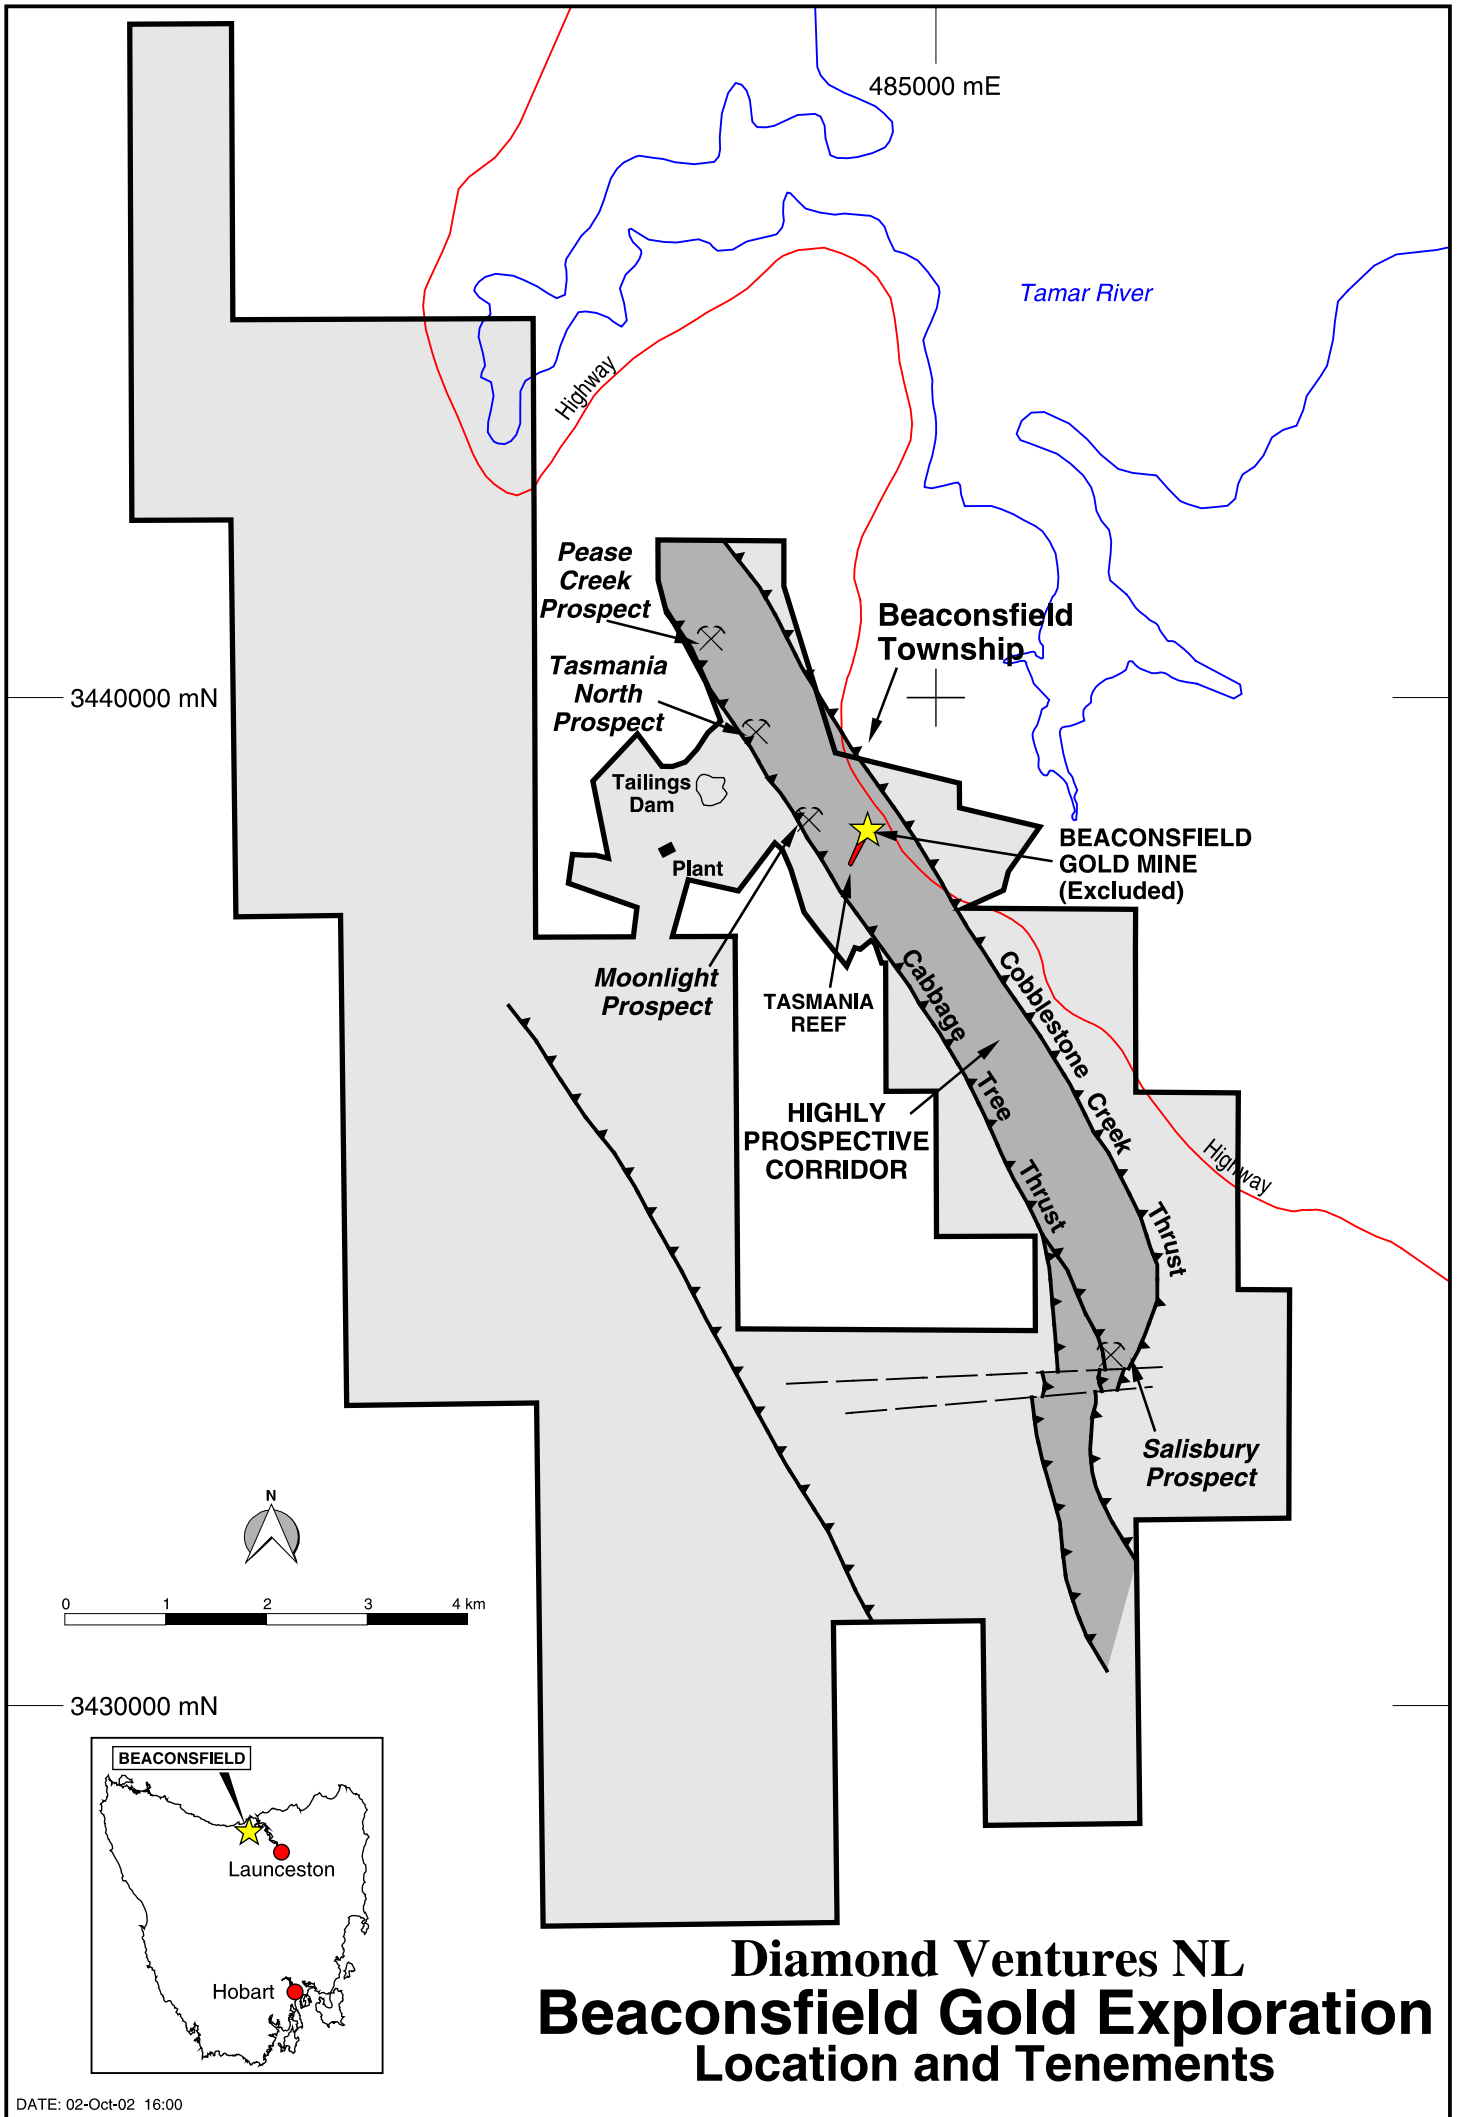 485000 mE
Tamar River
Highway
Pease
Creek
Prospect
Beaconsfield
Township
Tasmania
North
Prospect
3440000 mN
Tailings
Dam
Plant
BEACONSFIELD
GOLD MINE
(Excluded)
Moonlight
Prospect
TASMANIA
REEF
Cabbage Tree Thrust
Cobblestone Creek Thrust
HIGHLY
PROSPECTIVE
CORRIDOR
Highway
Salisbury
Prospect
N
0 1 2 3 4 km
3430000 mN
BEACONSFIELD
Launceston
Hobart
Diamond Ventures NL
Beaconsfield Gold Exploration
Location and Tenements
DATE: 02-Oct-02 16:00